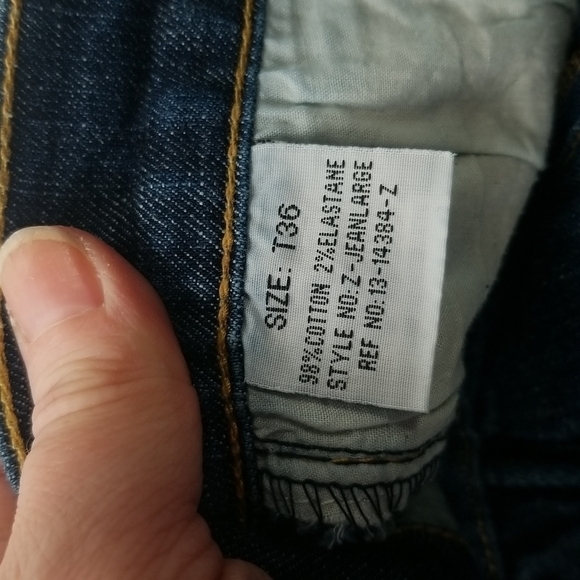 SIZE: T36
98%COTTON 2%ELASTANE
STYLE NO:Z-JEANLARGE
REF NO:13-14384-Z